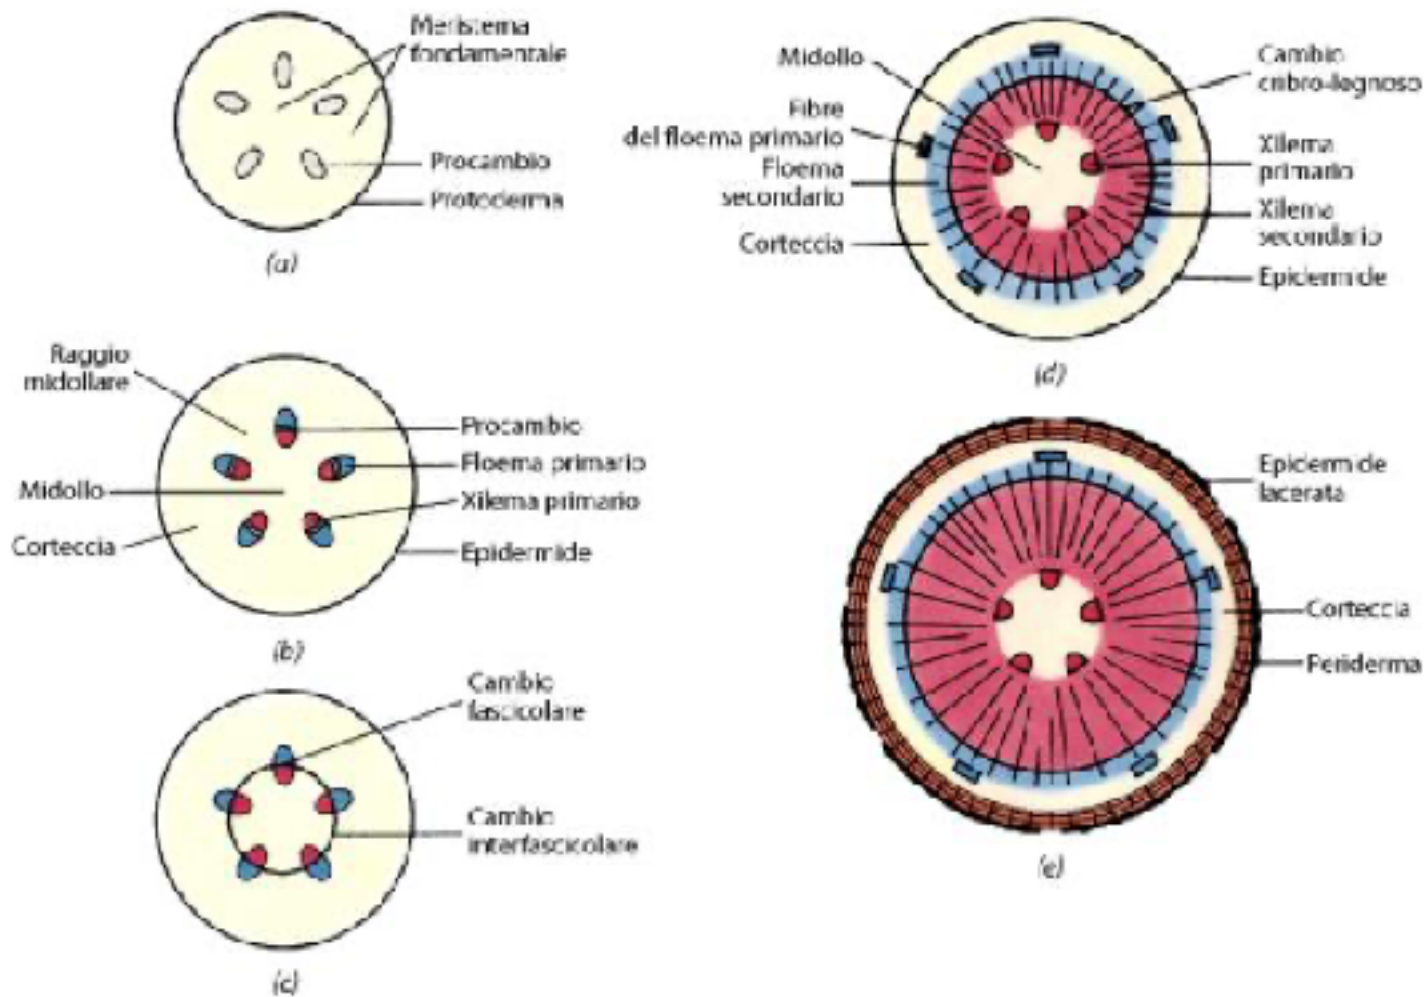 Meristema
fondamentale
Procambio
Protoderma
(a)
Raggio
midollare
Procambio
Floema primario
Midollo
Xilema primario
Corteccia
Epidermide
(b)
Cambio
fascicolare
Cambio
interfascicolare
(c)
Midollo
Cambio
cribro-legnoso
Fibre
del floema primario
Xilema
primario
Floema
secondario
Xilema
secondario
Corteccia
Epidermide
(d)
Epidermide
lacerata
Corteccia
Periderma
(e)